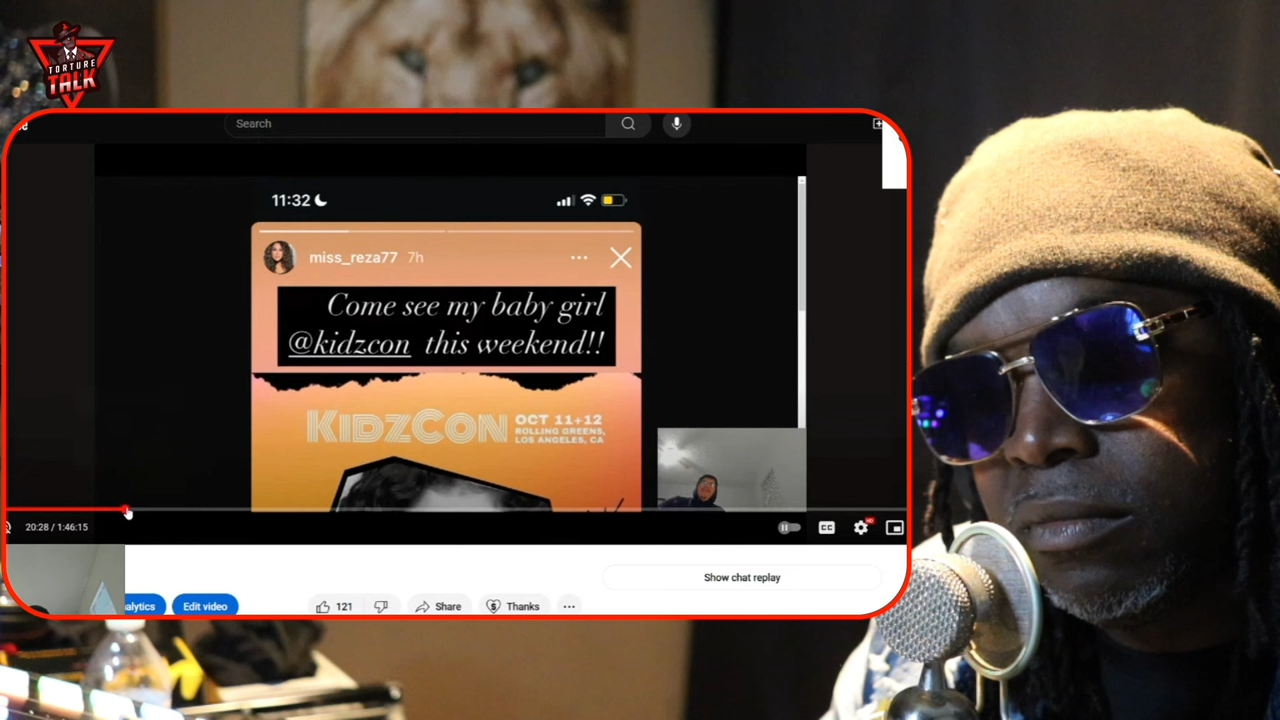 TORTURE
TALK
Search
11:32
miss_reza77 7h
Come see my baby girl
@kidzcon this weekend!!
KIDZCON
OCT 11+12
ROLLING GREENS,
LOS ANGELES, CA
20:28 / 1:46:15
CC
HD
Show chat replay
alytics
Edit video
121
Share
Thanks